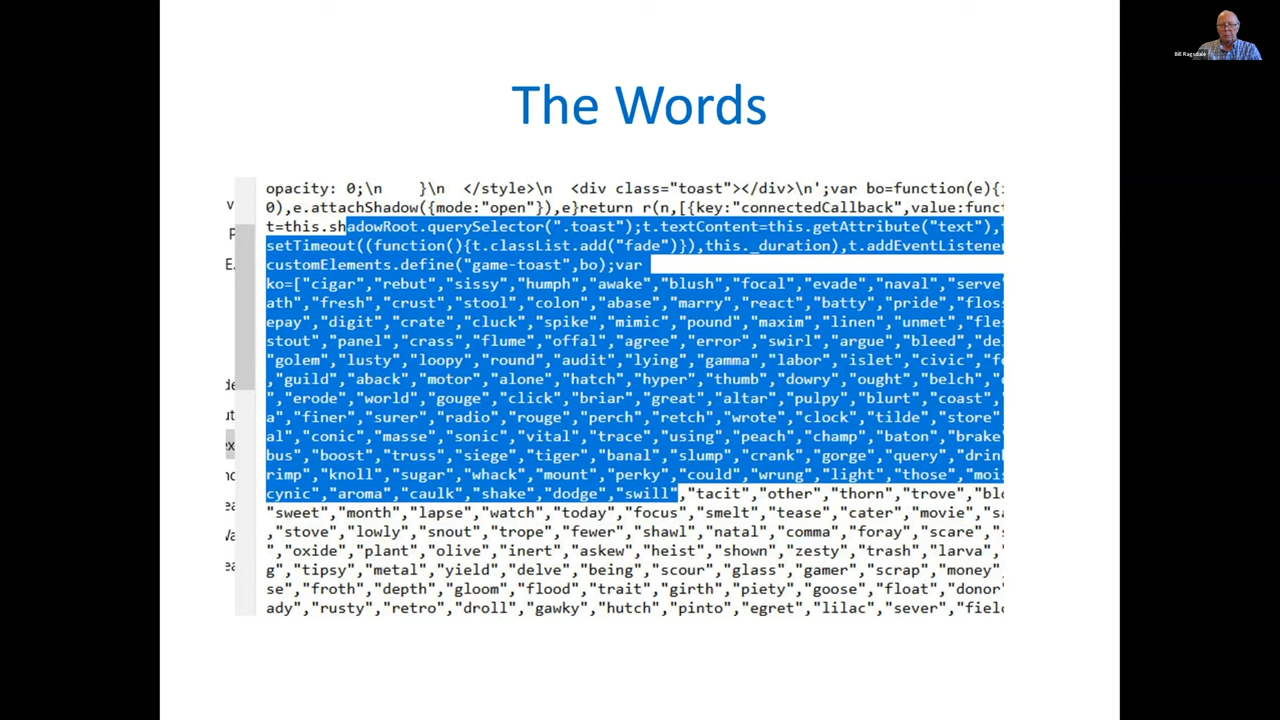 The Words
Bill Ragsdale
opacity: 0;\n    }\n  </style>\n  <div class="toast"></div>\n';var bo=function(e){
0),e.attachShadow({mode:"open"}),e}return r(n,[{key:"connectedCallback",value:func
t=this.shadowRoot.querySelector(".toast");t.textContent=this.getAttribute("text"),
setTimeout((function(){t.classList.add("fade")}),this._duration),t.addEventListene
customElements.define("game-toast",bo);var
ko=["cigar","rebut","sissy","humph","awake","blush","focal","evade","naval","serve
ath","fresh","crust","stool","colon","abase","marry","react","batty","pride","flos
epay","digit","crate","cluck","spike","mimic","pound","maxim","linen","unmet","fle
stout","panel","crass","flume","offal","agree","error","swirl","argue","bleed","de
"golem","lusty","loopy","round","audit","lying","gamma","labor","islet","civic","f
,"guild","aback","motor","alone","hatch","hyper","thumb","dowry","ought","belch","
,"erode","world","gouge","click","briar","great","altar","pulpy","blurt","coast","
a","finer","surer","radio","rouge","perch","retch","wrote","clock","tilde","store
al","conic","masse","sonic","vital","trace","using","peach","champ","baton","brake
bus","boost","truss","siege","tiger","banal","slump","crank","gorge","query","drin
rimp","knoll","sugar","whack","mount","perky","could","wrung","light","those","moi
cynic","aroma","caulk","shake","dodge","swill","tacit","other","thorn","trove","blo
"sweet","month","lapse","watch","today","focus","smelt","tease","cater","movie","sa
,"stove","lowly","snout","trope","fewer","shawl","natal","comma","foray","scare","s
,"oxide","plant","olive","inert","askew","heist","shown","zesty","trash","larva","
g","tipsy","metal","yield","delve","being","scour","glass","gamer","scrap","money",
se","froth","depth","gloom","flood","trait","girth","piety","goose","float","donor
ady","rusty","retro","droll","gawky","hutch","pinto","egret","lilac","sever","field